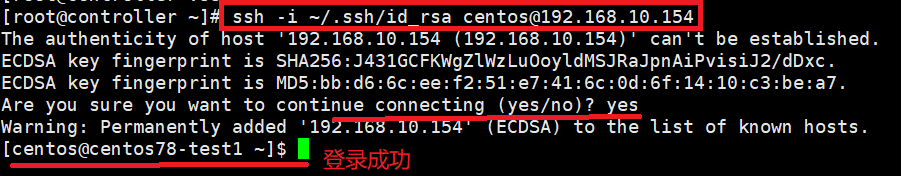 [root@controller ~]# ssh -i ~/.ssh/id_rsa centos@192.168.10.154
The authenticity of host '192.168.10.154 (192.168.10.154)' can't be established.
ECDSA key fingerprint is SHA256:J431GCFKWgZlWzLuOoyldMSJRaJpnAiPvisiJ2/dDxc.
ECDSA key fingerprint is MD5:bb:d6:6c:ee:f2:51:e7:41:6c:0d:6f:14:10:c3:be:a7.
Are you sure you want to continue connecting (yes/no)? yes
Warning: Permanently added '192.168.10.154' (ECDSA) to the list of known hosts.
[centos@centos78-test1 ~]$
登录成功